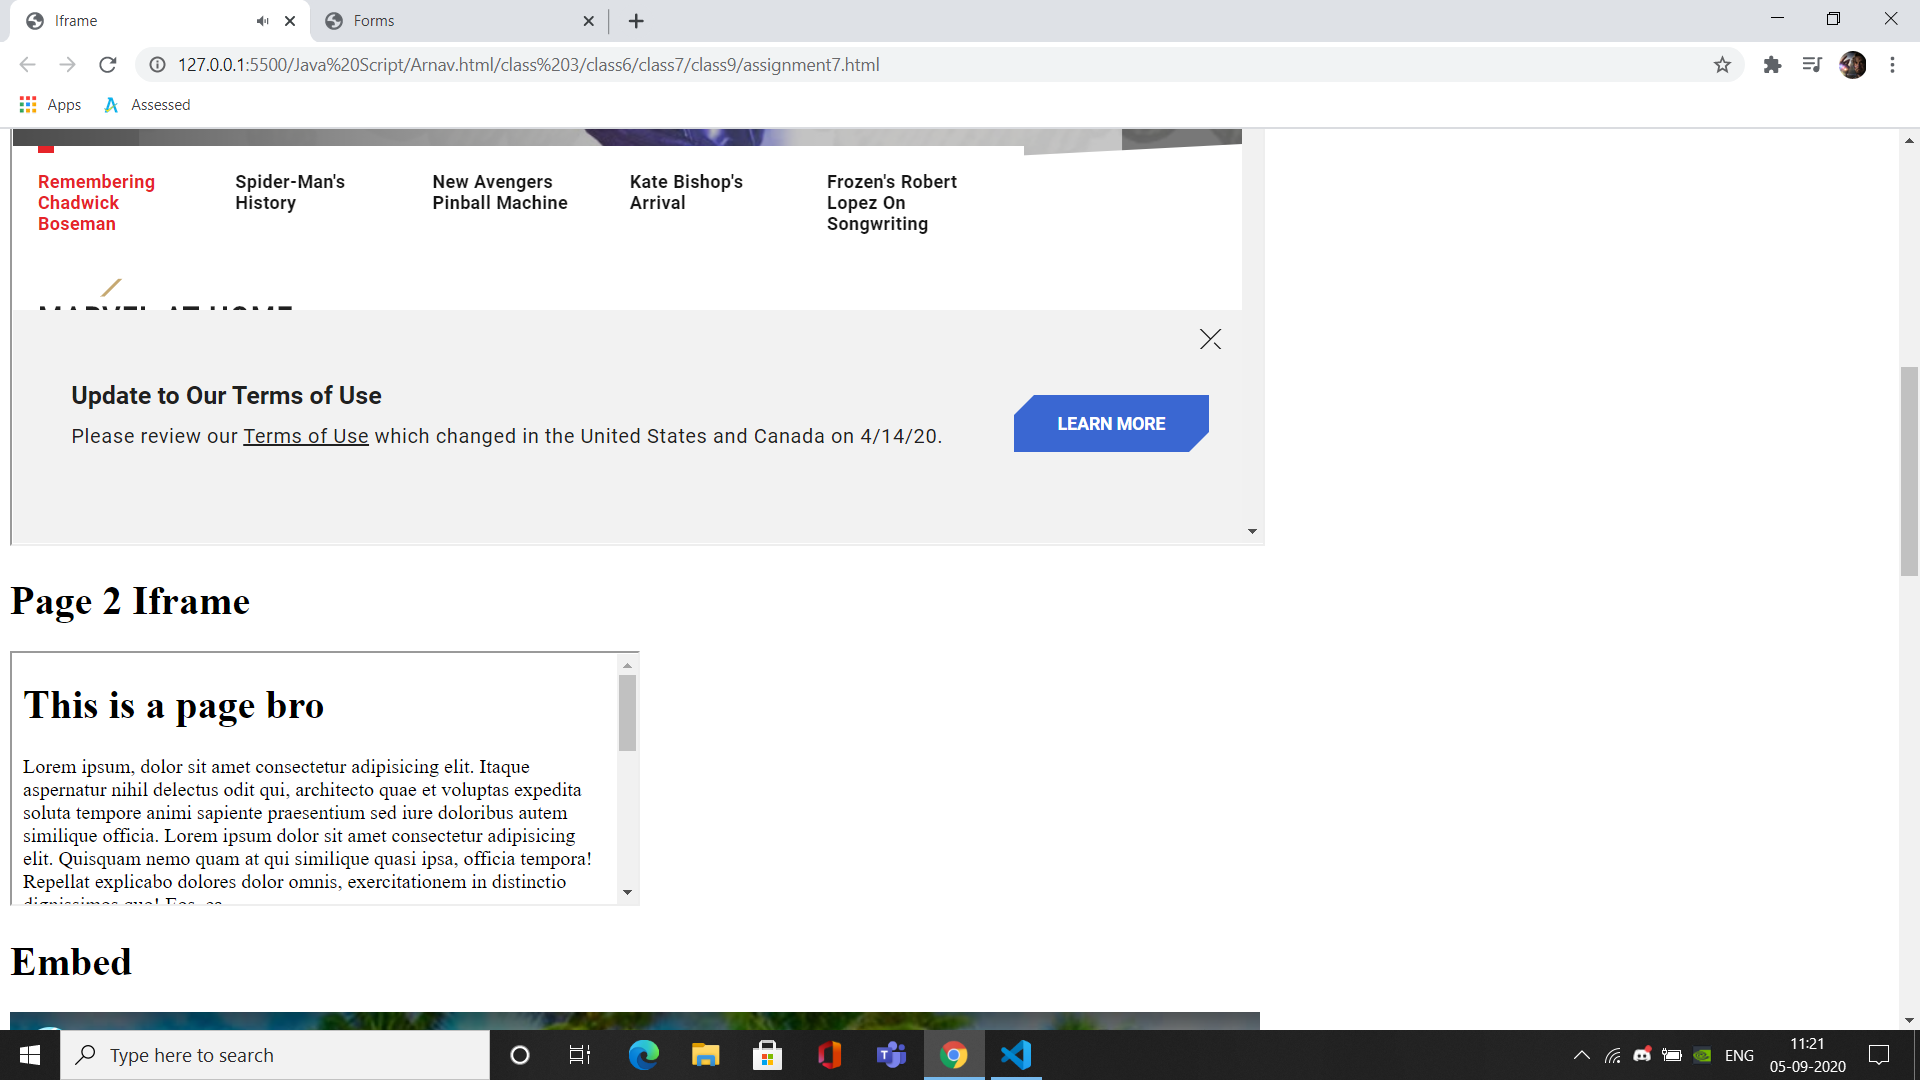 Iframe
Forms
127.0.0.1:5500/Java%20Script/Arnav.html/class%203/class6/class7/class9/assignment7.html
Apps
Assessed
Remembering
Chadwick
Boseman
Spider-Man's
History
New Avengers
Pinball Machine
Kate Bishop's
Arrival
Frozen's Robert
Lopez On
Songwriting
MARVEL AT HOME
Update to Our Terms of Use
Please review our Terms of Use which changed in the United States and Canada on 4/14/20.
LEARN MORE
Page 2 Iframe
This is a page bro
Lorem ipsum, dolor sit amet consectetur adipisicing elit. Itaque
aspernatur nihil delectus odit qui, architecto quae et voluptas expedita
soluta tempore animi sapiente praesentium sed iure doloribus autem
similique officia. Lorem ipsum dolor sit amet consectetur adipisicing
elit. Quisquam nemo quam at qui similique quasi ipsa, officia tempora!
Repellat explicabo dolores dolor omnis, exercitationem in distinctio
Embed
Type here to search
ENG
11:21
05-09-2020